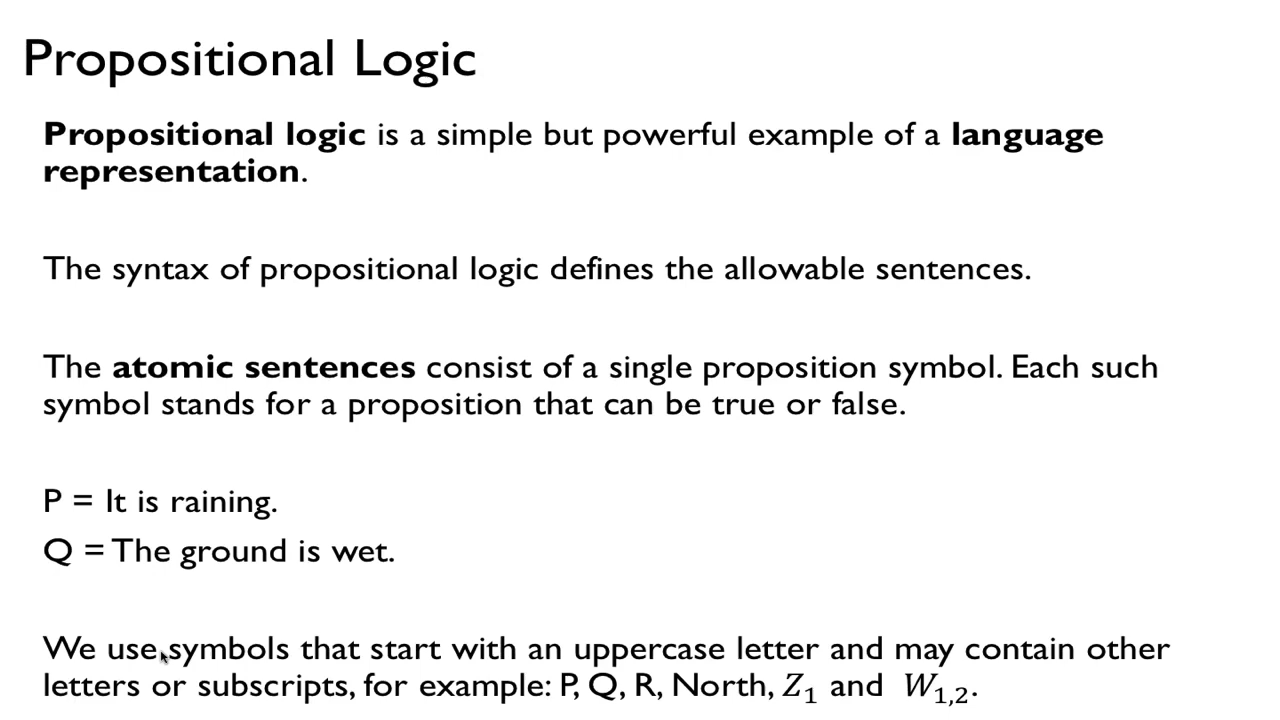 Propositional Logic
Propositional logic is a simple but powerful example of a language
representation.
The syntax of propositional logic defines the allowable sentences.
The atomic sentences consist of a single proposition symbol. Each such
symbol stands for a proposition that can be true or false.
P = It is raining.
Q = The ground is wet.
We use symbols that start with an uppercase letter and may contain other
letters or subscripts, for example: P, Q, R, North, Z₁ and W₁,₂.